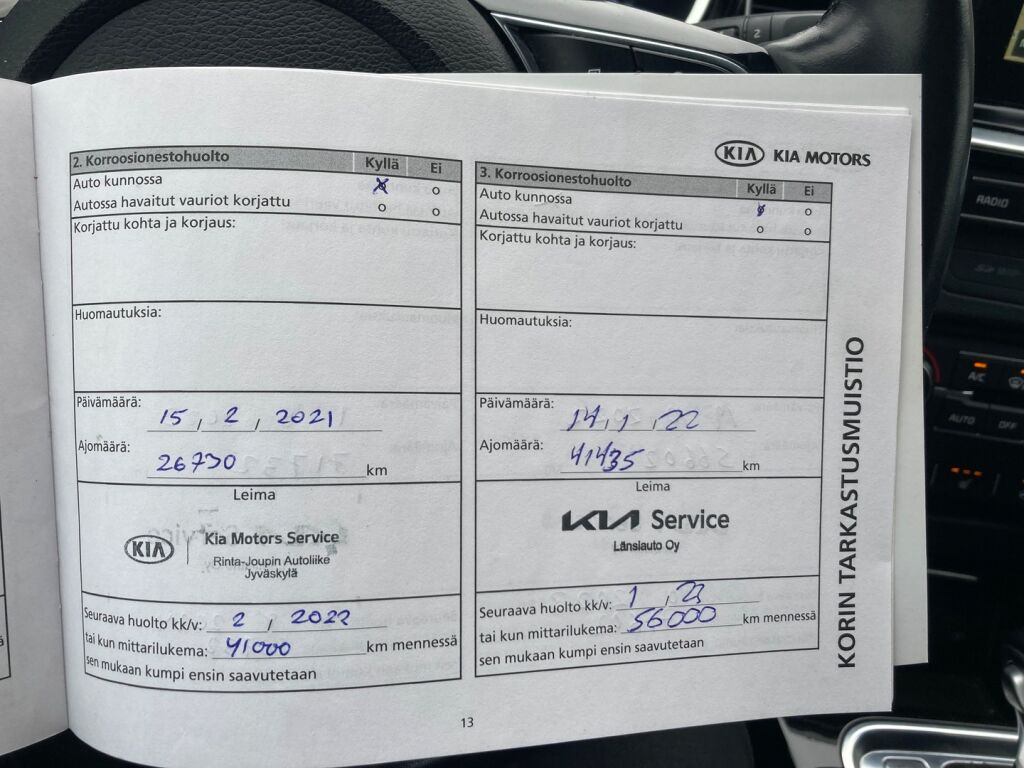 KIA KIA MOTORS
2. Korroosionestohuolto Kyllä Ei
Auto kunnossa
Autossa havaitut vauriot korjattu
Korjattu kohta ja korjaus:
Huomautuksia:
Päivämäärä: 15, 2, 2021
Ajomäärä: 26730 km
Leima
KIA Kia Motors Service
Rinta-Joupin Autoliike
Jyväskylä
Seuraava huolto kk/v: 2, 2022
tai kun mittarilukema: 41000 km mennessä
sen mukaan kumpi ensin saavutetaan
3. Korroosionestohuolto Kyllä Ei
Auto kunnossa
Autossa havaitut vauriot korjattu
Korjattu kohta ja korjaus:
Huomautuksia:
Päivämäärä: 14, 1, 22
Ajomäärä: 41435 km
Leima
KIA Service
Länsiauto Oy
Seuraava huolto kk/v: 1, 23
tai kun mittarilukema: 56000 km mennessä
sen mukaan kumpi ensin saavutetaan
KORIN TARKASTUSMUISTIO
13
2
RADIO
A/C
AUTO
OFF